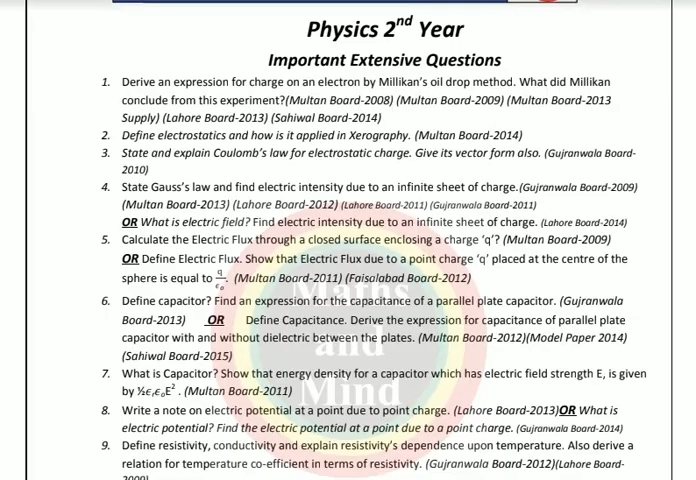 Physics 2nd Year
Important Extensive Questions
1. Derive an expression for charge on an electron by Millikan's oil drop method. What did Millikan
conclude from this experiment?(Multan Board-2008) (Multan Board-2009) (Multan Board-2013
Supply) (Lahore Board-2013) (Sahiwal Board-2014)
2. Define electrostatics and how is it applied in Xerography. (Multan Board-2014)
3. State and explain Coulomb's law for electrostatic charge. Give its vector form also. (Gujranwala Board-
2010)
4. State Gauss's law and find electric intensity due to an infinite sheet of charge.(Gujranwala Board-2009)
(Multan Board-2013) (Lahore Board-2012) (Lahore Board-2011) (Gujranwala Board-2011)
OR What is electric field? Find electric intensity due to an infinite sheet of charge. (Lahore Board-2014)
5. Calculate the Electric Flux through a closed surface enclosing a charge 'q'? (Multan Board-2009)
OR Define Electric Flux. Show that Electric Flux due to a point charge 'q' placed at the centre of the
sphere is equal to q/ϵₒ. (Multan Board-2011) (Faisalabad Board-2012)
6. Define capacitor? Find an expression for the capacitance of a parallel plate capacitor. (Gujranwala
Board-2013) OR Define Capacitance. Derive the expression for capacitance of parallel plate
capacitor with and without dielectric between the plates. (Multan Board-2012)(Model Paper 2014)
(Sahiwal Board-2015)
7. What is Capacitor? Show that energy density for a capacitor which has electric field strength E, is given
by ½ϵᵣϵₒE² . (Multan Board-2011)
8. Write a note on electric potential at a point due to point charge. (Lahore Board-2013)OR What is
electric potential? Find the electric potential at a point due to a point charge. (Gujranwala Board-2014)
9. Define resistivity, conductivity and explain resistivity's dependence upon temperature. Also derive a
relation for temperature co-efficient in terms of resistivity. (Gujranwala Board-2012)(Lahore Board-
2009)
Maths
and
Mind